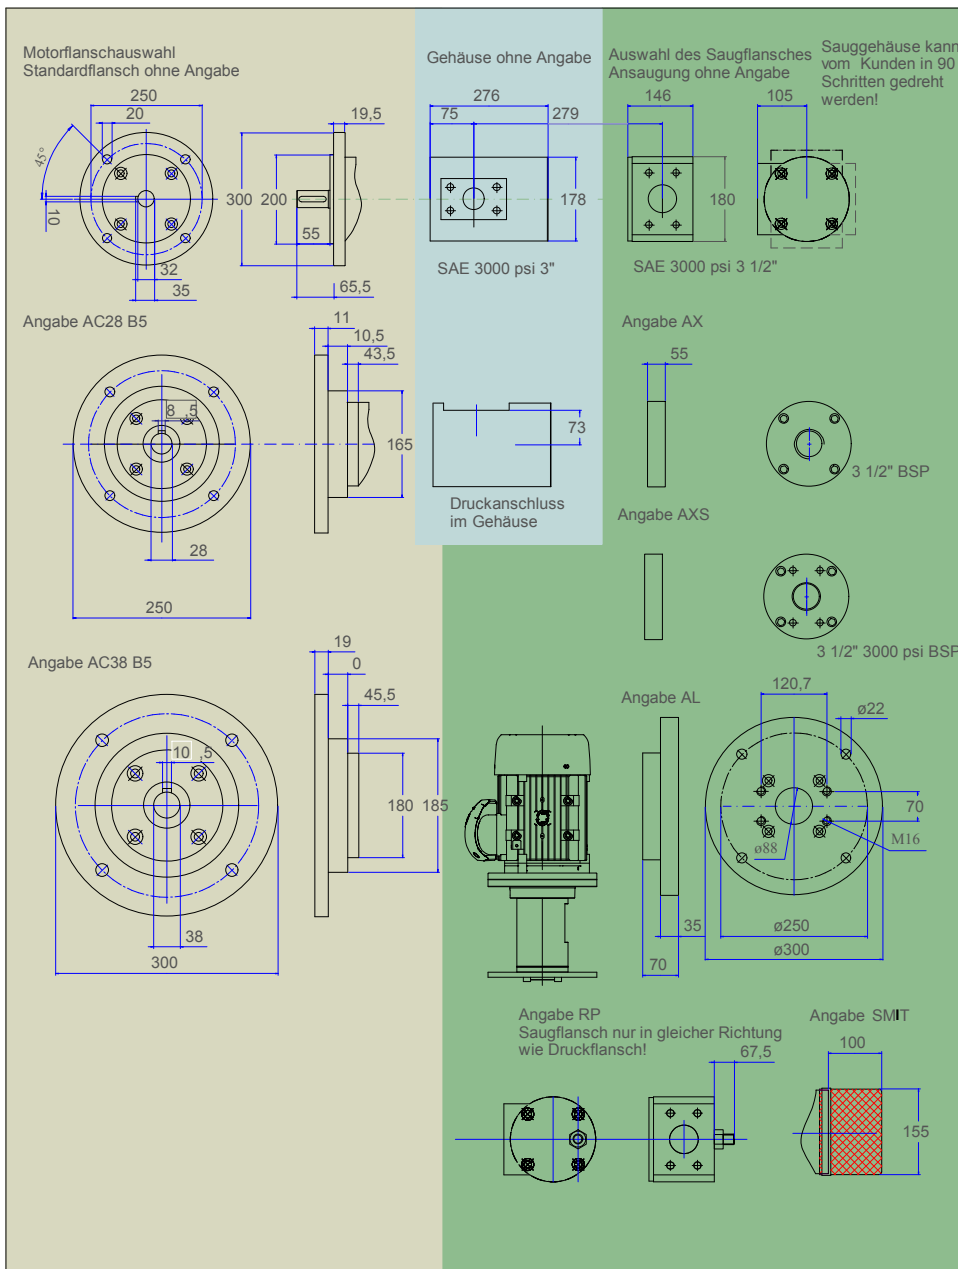 Motorflanschauswahl
Standardflansch ohne Angabe
250
20
45°
10
32
35
19,5
300
200
55
65,5
Gehäuse ohne Angabe
276
75
279
178
SAE 3000 psi 3"
Auswahl des Saugflansches
Ansaugung ohne Angabe
146
180
SAE 3000 psi 3 1/2"
Sauggehäuse kann
vom Kunden in 90
Schritten gedreht
werden!
105
Angabe AC28 B5
11
10,5
43,5
8 ,5
165
28
250
73
Druckanschluss
im Gehäuse
Angabe AX
55
3 1/2" BSP
Angabe AXS
3 1/2" 3000 psi BSP
Angabe AC38 B5
19
0
45,5
10 ,5
180
185
38
300
Angabe AL
120,7
ø22
70
M16
ø88
35
ø250
ø300
70
Angabe RP
Saugflansch nur in gleicher Richtung
wie Druckflansch!
67,5
Angabe SMIT
100
155